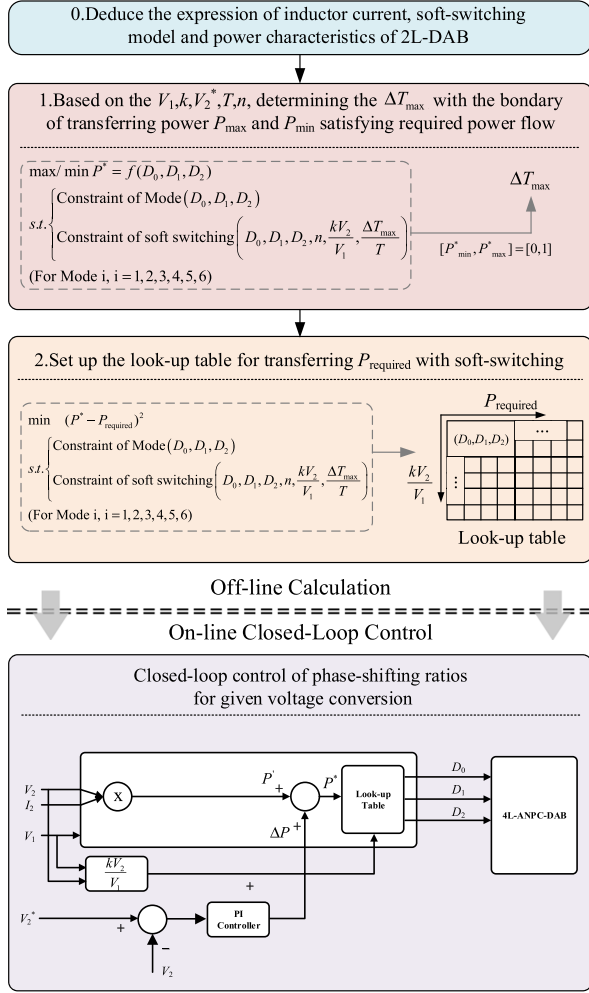 0.Deduce the expression of inductor current, soft-switching
model and power characteristics of 2L-DAB
1.Based on the V₁,k,V₂*,T,n, determining the ΔTmax with the bondary
of transferring power Pmax and Pmin satisfying required power flow
max/ min P* = f(D₀, D₁, D₂)
s.t.
Constraint of Mode(D₀, D₁, D₂)
Constraint of soft switching(D₀, D₁, D₂, n, kV₂/V₁, ΔTmax/T)
(For Mode i, i = 1, 2, 3, 4, 5, 6)
ΔTmax
[P*min, P*max] = [0,1]
2.Set up the look-up table for transferring Prequired with soft-switching
min (P* − Prequired)²
s.t.
Constraint of Mode(D₀, D₁, D₂)
Constraint of soft switching(D₀, D₁, D₂, n, kV₂/V₁, ΔTmax/T)
(For Mode i, i = 1, 2, 3, 4, 5, 6)
Prequired
(D₀,D₁,D₂)
...
⋮
kV₂/V₁
Look-up table
Off-line Calculation
On-line Closed-Loop Control
Closed-loop control of phase-shifting ratios
for given voltage conversion
V₂
I₂
V₁
X
P'
+
P*
ΔP
+
Look-up
Table
D₀
D₁
D₂
4L-ANPC-DAB
kV₂/V₁
+
V₂*
+
−
V₂
PI
Controller